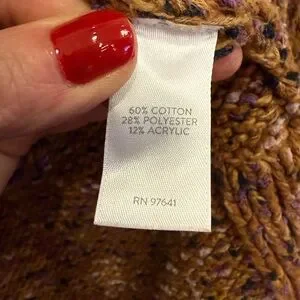 60% COTTON
28% POLYESTER
12% ACRYLIC
RN 97641